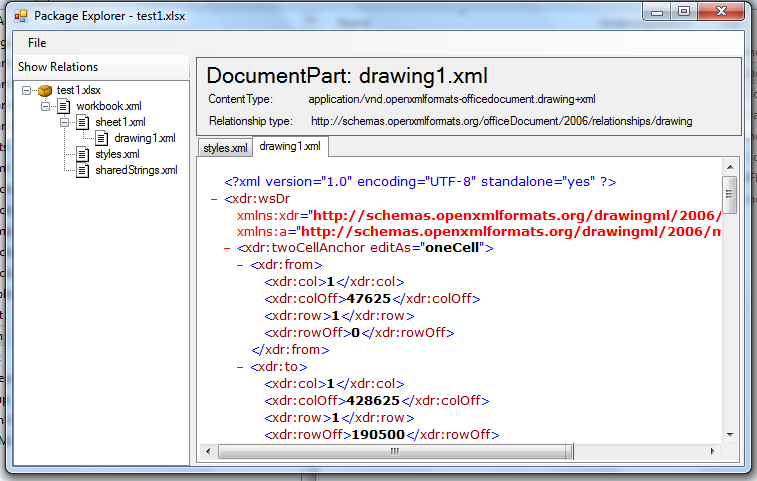 Package Explorer - test1.xlsx
File
Show Relations
test1.xlsx
workbook.xml
sheet1.xml
drawing1.xml
styles.xml
sharedStrings.xml
DocumentPart: drawing1.xml
ContentType: application/vnd.openxmlformats-officedocument.drawing+xml
Relationship type: http://schemas.openxmlformats.org/officeDocument/2006/relationships/drawing
styles.xml drawing1.xml
<?xml version="1.0" encoding="UTF-8" standalone="yes" ?>
- <xdr:wsDr
xmlns:xdr="http://schemas.openxmlformats.org/drawingml/2006/
xmlns:a="http://schemas.openxmlformats.org/drawingml/2006/m
- <xdr:twoCellAnchor editAs="oneCell">
- <xdr:from>
<xdr:col>1</xdr:col>
<xdr:colOff>47625</xdr:colOff>
<xdr:row>1</xdr:row>
<xdr:rowOff>0</xdr:rowOff>
</xdr:from>
- <xdr:to>
<xdr:col>1</xdr:col>
<xdr:colOff>428625</xdr:colOff>
<xdr:row>1</xdr:row>
<xdr:rowOff>190500</xdr:rowOff>